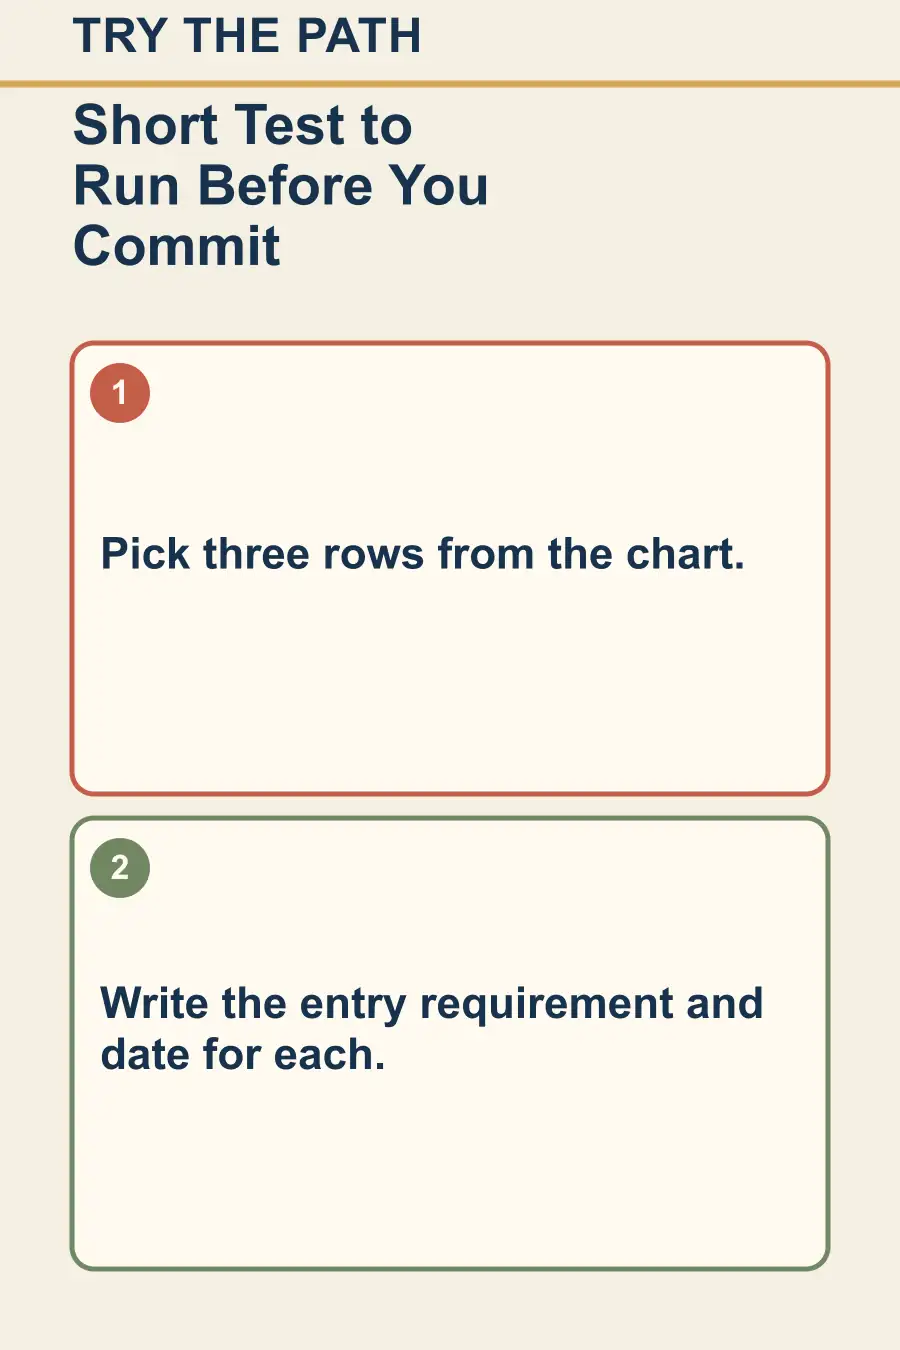 TRY THE PATH
Short Test to
Run Before You
Commit
1
Pick three rows from the chart.
2
Write the entry requirement and
date for each.